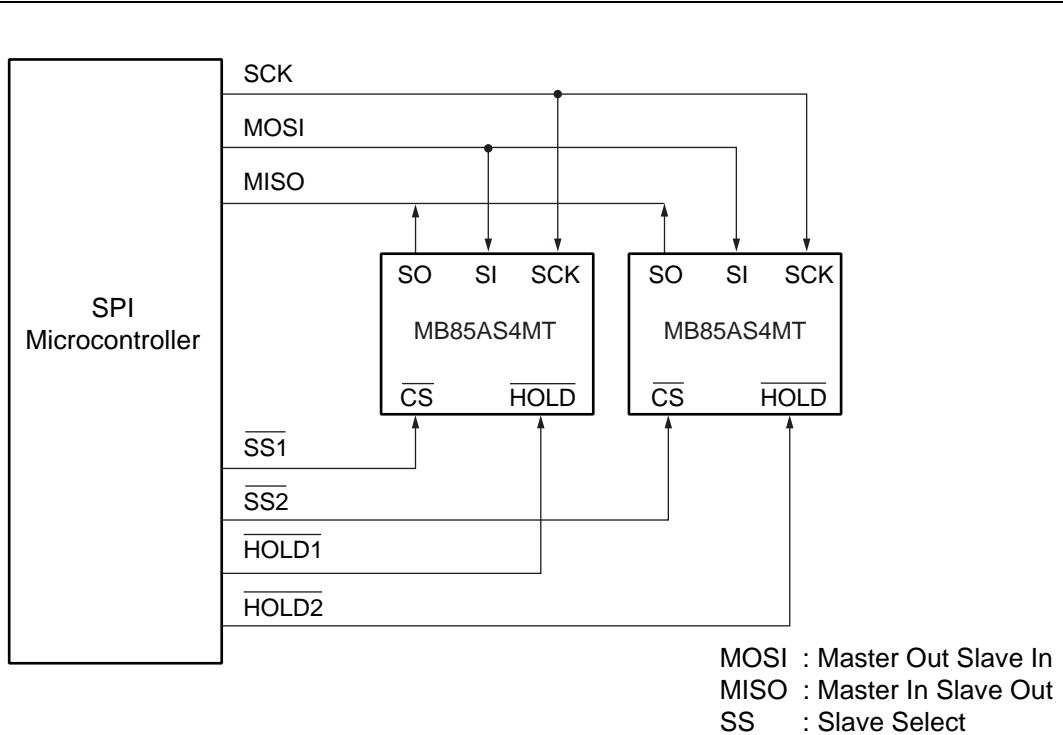 SCK
MOSI
MISO
SO SI SCK
MB85AS4MT
CS HOLD
SO SI SCK
MB85AS4MT
CS HOLD
SPI
Microcontroller
SS1
SS2
HOLD1
HOLD2
MOSI : Master Out Slave In
MISO : Master In Slave Out
SS : Slave Select